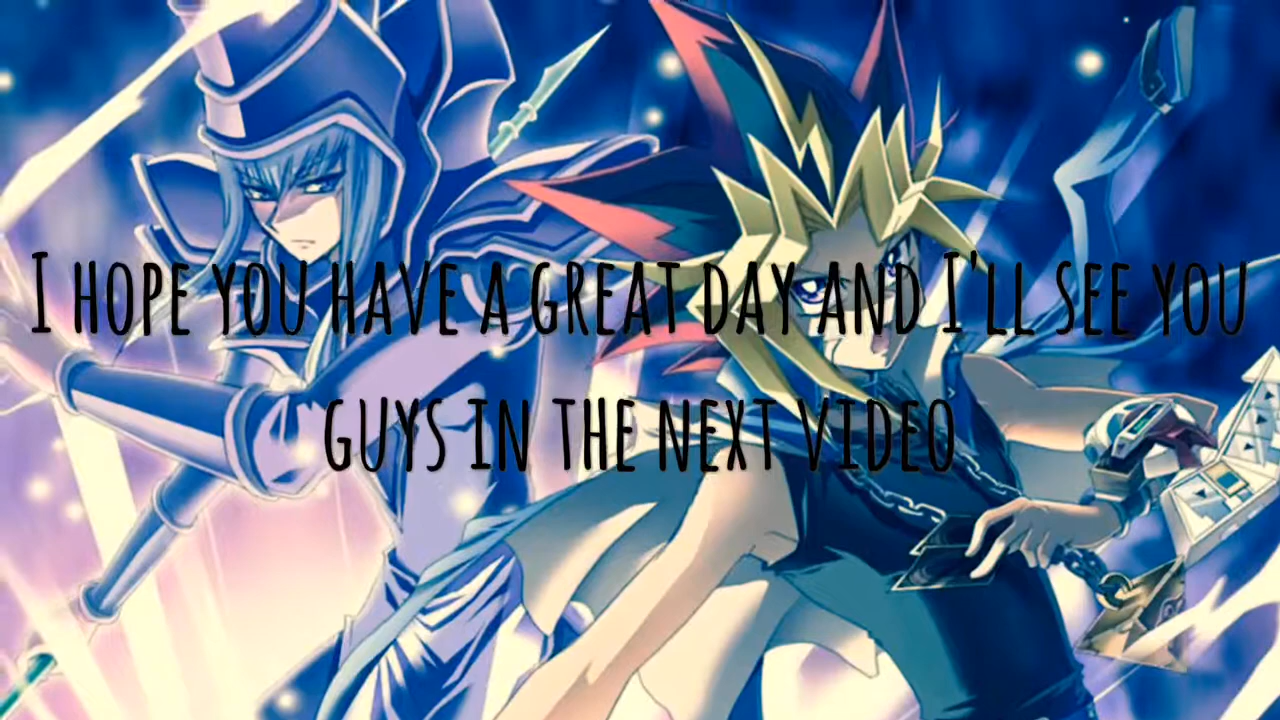 I HOPE YOU HAVE A GREAT DAY AND I'LL SEE YOU
GUYS IN THE NEXT VIDEO